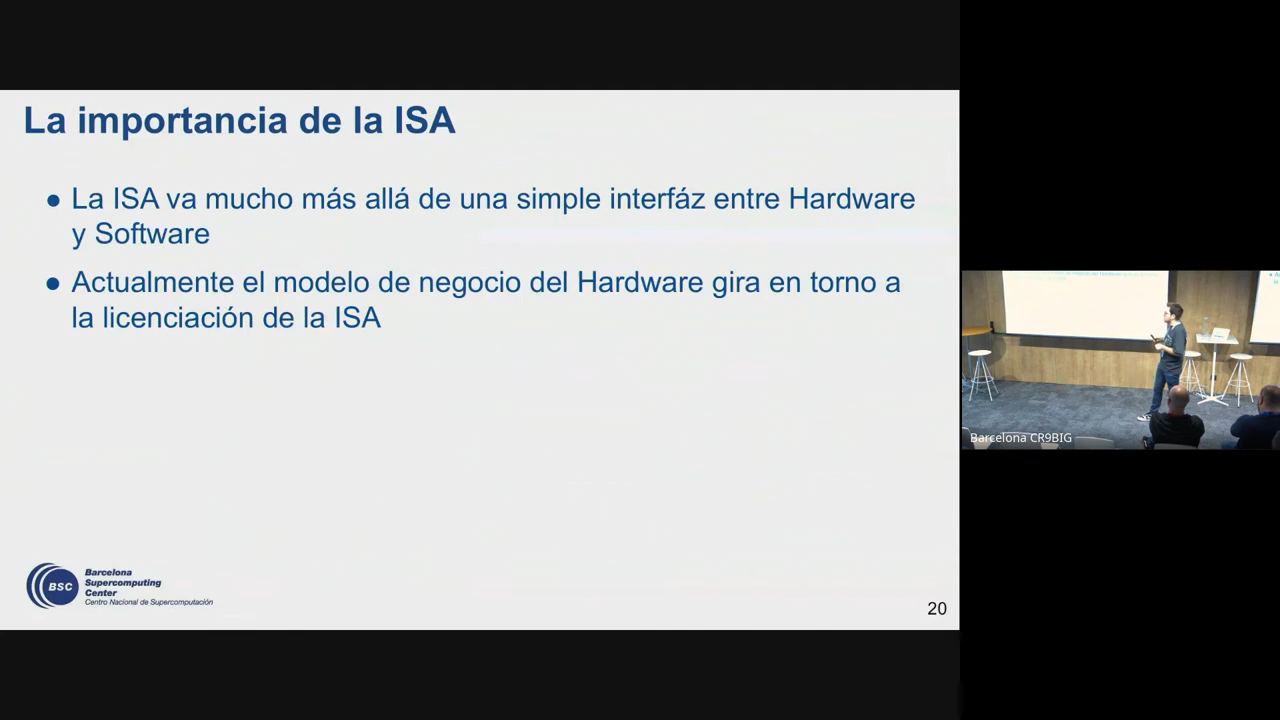 La importancia de la ISA
● La ISA va mucho más allá de una simple interfáz entre Hardware
y Software
● Actualmente el modelo de negocio del Hardware gira en torno a
la licenciación de la ISA
BSC
Barcelona
Supercomputing
Center
Centro Nacional de Supercomputación
20
Barcelona CR9BIG